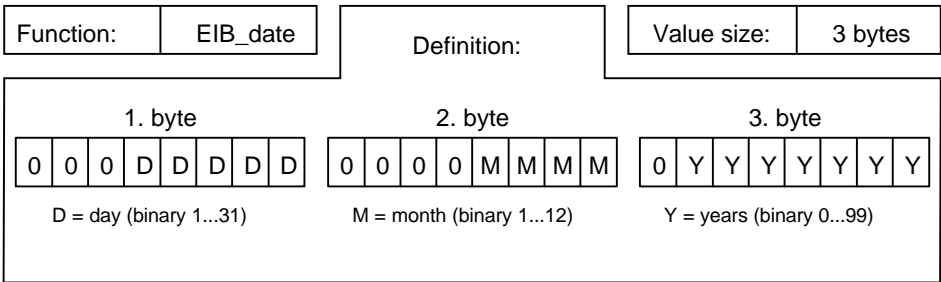 Function: EIB_date Definition: Value size: 3 bytes
1. byte 2. byte 3. byte
0 0 0 D D D D D 0 0 0 0 M M M M 0 Y Y Y Y Y Y Y
D = day (binary 1...31) M = month (binary 1...12) Y = years (binary 0...99)